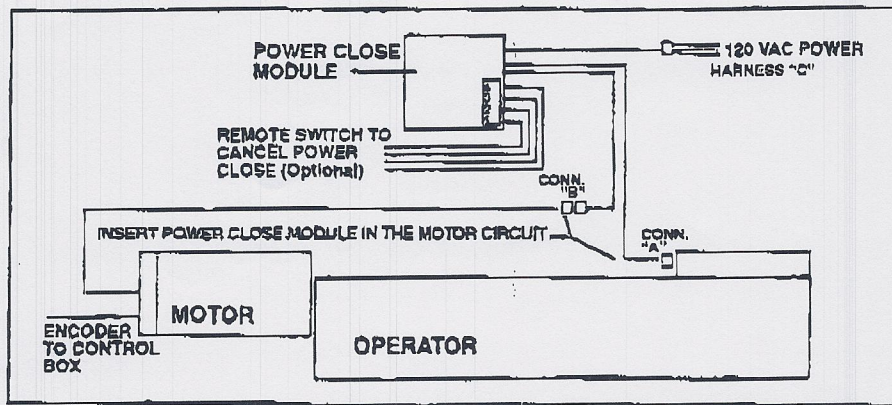 POWER CLOSE
MODULE
120 VAC POWER
HARNESS "C"
REMOTE SWITCH TO
CANCEL POWER
CLOSE (Optional)
CONN.
"B"
INSERT POWER CLOSE MODULE IN THE MOTOR CIRCUIT
CONN.
"A"
MOTOR
ENCODER
TO CONTROL
BOX
OPERATOR